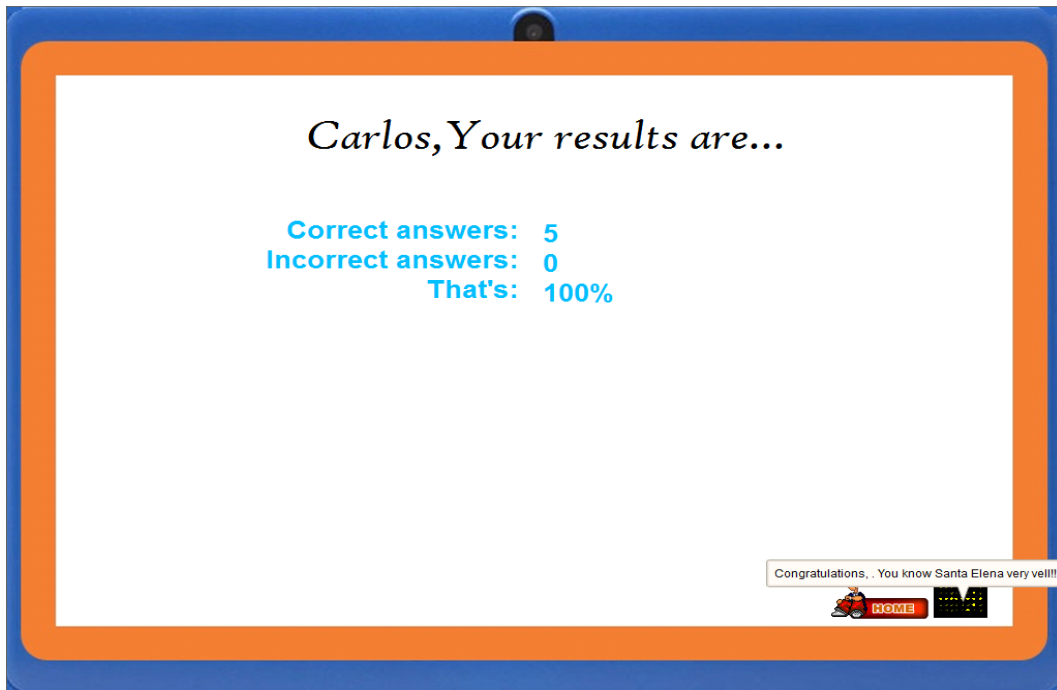 Carlos,Your results are...
Correct answers: 5
Incorrect answers: 0
That's: 100%
Congratulations, . You know Santa Elena very vell!!
HOME